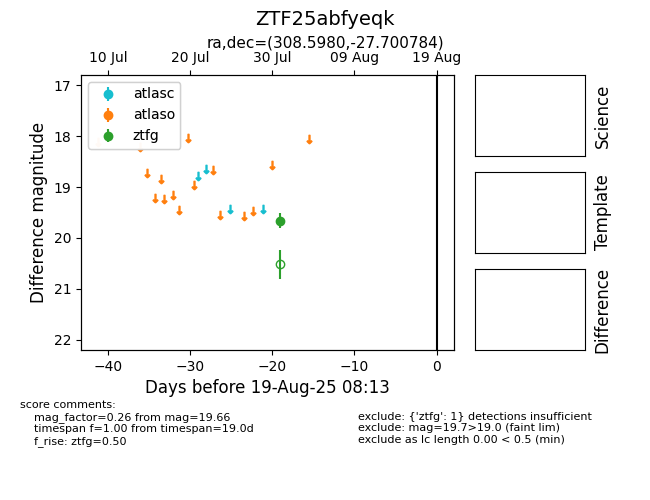 ZTF25abfyeqk
ra,dec=(308.5980,-27.700784)
10 Jul 20 Jul 30 Jul 09 Aug 19 Aug
atlasc
atlaso
ztfg
17
18
19
20
21
22
Difference magnitude
−40 −30 −20 −10 0
Days before 19-Aug-25 08:13
Science
Template
Difference
score comments:
mag_factor=0.26 from mag=19.66
timespan f=1.00 from timespan=19.0d
f_rise: ztfg=0.50
exclude: {'ztfg': 1} detections insufficient
exclude: mag=19.7>19.0 (faint lim)
exclude as lc length 0.00 < 0.5 (min)